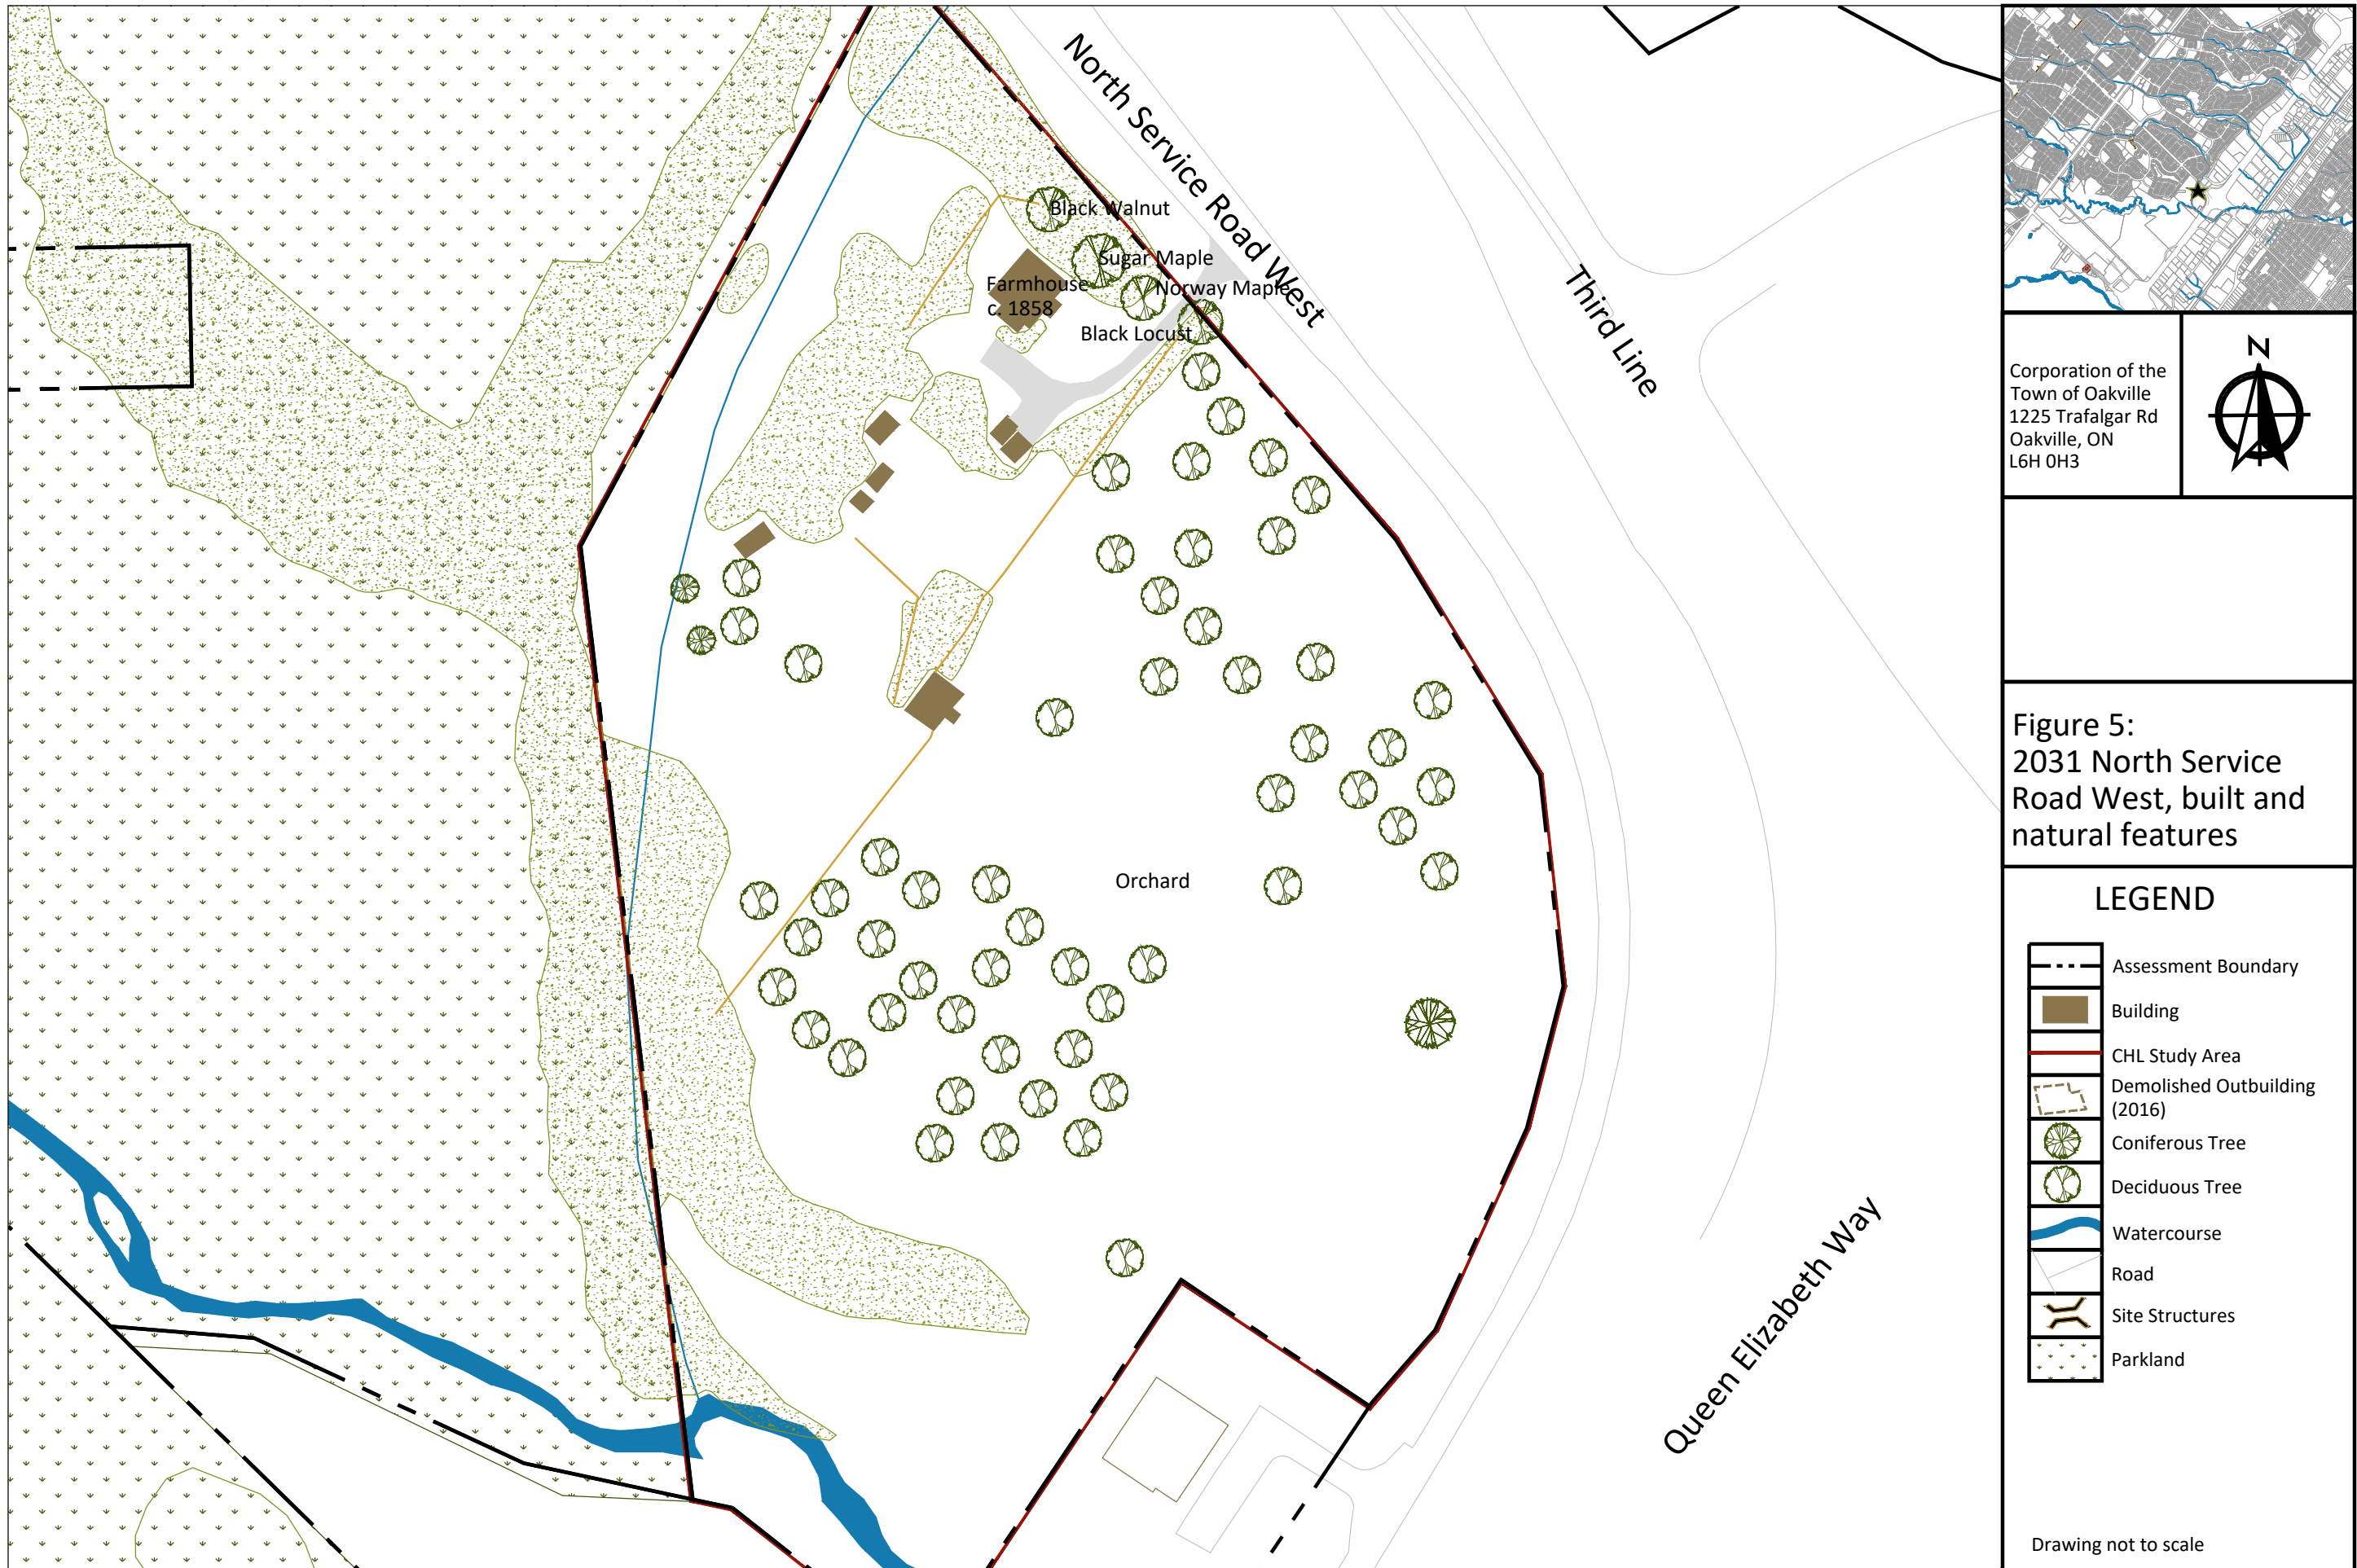 North Service Road West
Black Walnut
Sugar Maple
Farmhouse
c. 1858
Norway Maple
Black Locust
Third Line
Orchard
Queen Elizabeth Way
Corporation of the
Town of Oakville
1225 Trafalgar Rd
Oakville, ON
L6H 0H3
N
Figure 5:
2031 North Service
Road West, built and
natural features
LEGEND
Assessment Boundary
Building
CHL Study Area
Demolished Outbuilding
(2016)
Coniferous Tree
Deciduous Tree
Watercourse
Road
Site Structures
Parkland
Drawing not to scale